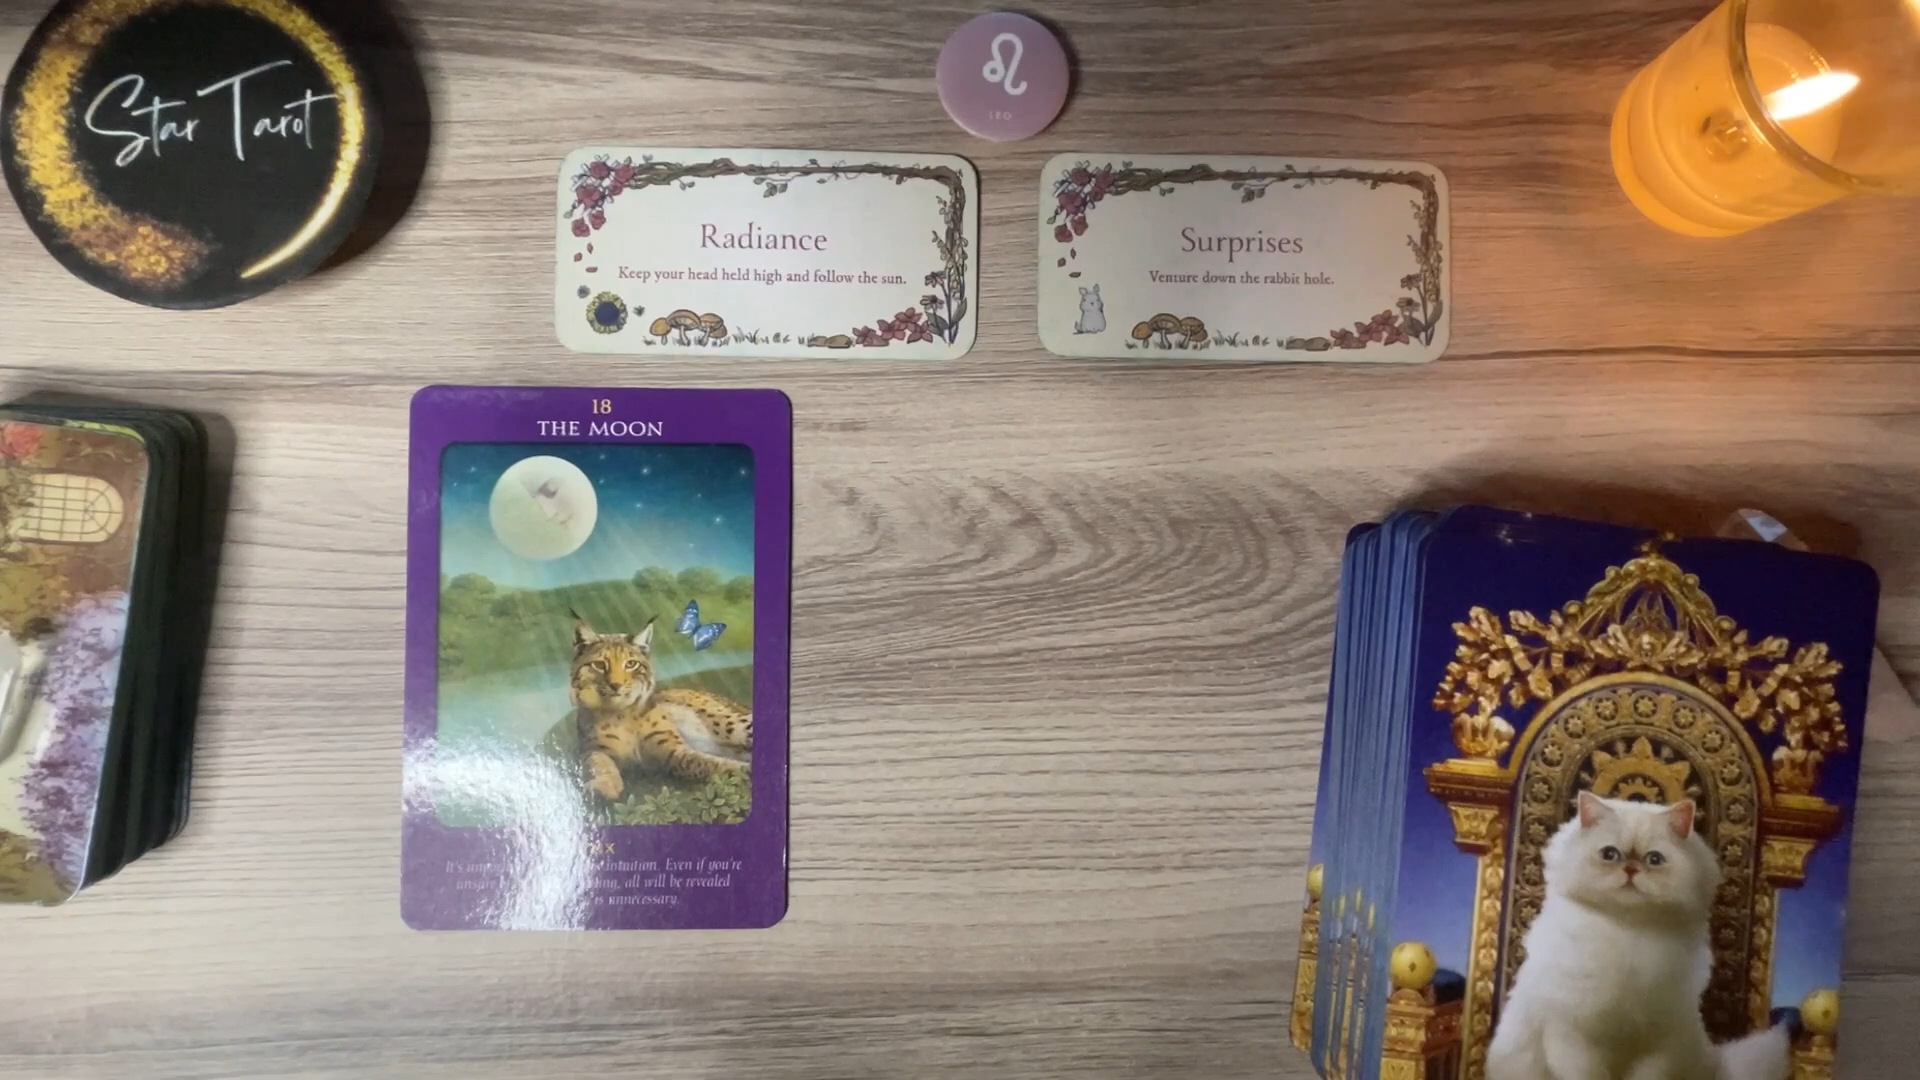 Star Tarot
LEO
Radiance
Keep your head held high and follow the sun.
Surprises
Venture down the rabbit hole.
18
THE MOON
intuition. Even if you're
all will be revealed
is unnecessary.